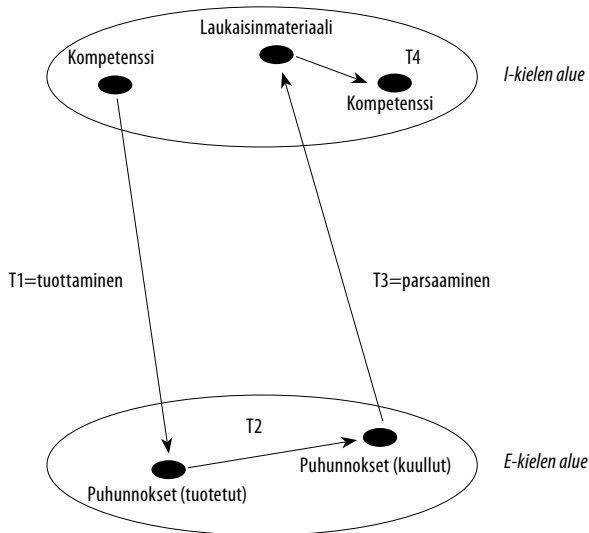 Laukaisinmateriaali
Kompetenssi
T4
I-kielen alue
Kompetenssi
T1=tuottaminen
T3=parsaaminen
T2
E-kielen alue
Puhunnokset (kuullut)
Puhunnokset (tuotetut)